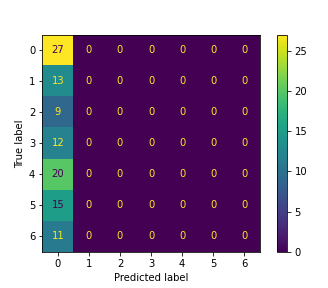 True label
0 27 0 0 0 0 0 0
1 13 0 0 0 0 0 0
2 9 0 0 0 0 0 0
3 12 0 0 0 0 0 0
4 20 0 0 0 0 0 0
5 15 0 0 0 0 0 0
6 11 0 0 0 0 0 0
0 1 2 3 4 5 6
Predicted label
25
20
15
10
5
0